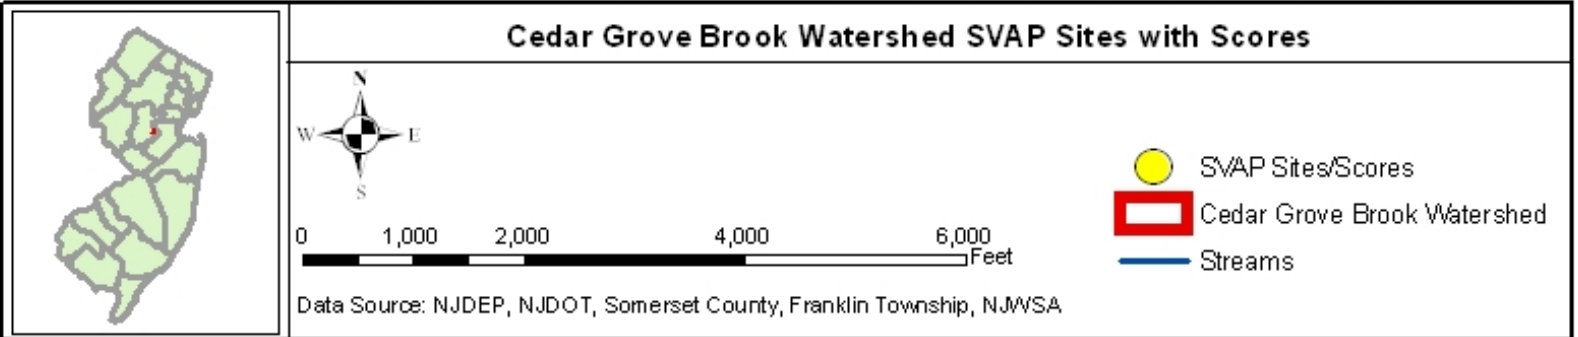 Cedar Grove Brook Watershed SVAP Sites with Scores
N
W E
S
0 1,000 2,000 4,000 6,000
Feet
SVAP Sites/Scores
Cedar Grove Brook Watershed
Streams
Data Source: NJDEP, NJDOT, Somerset County, Franklin Township, NJWSA